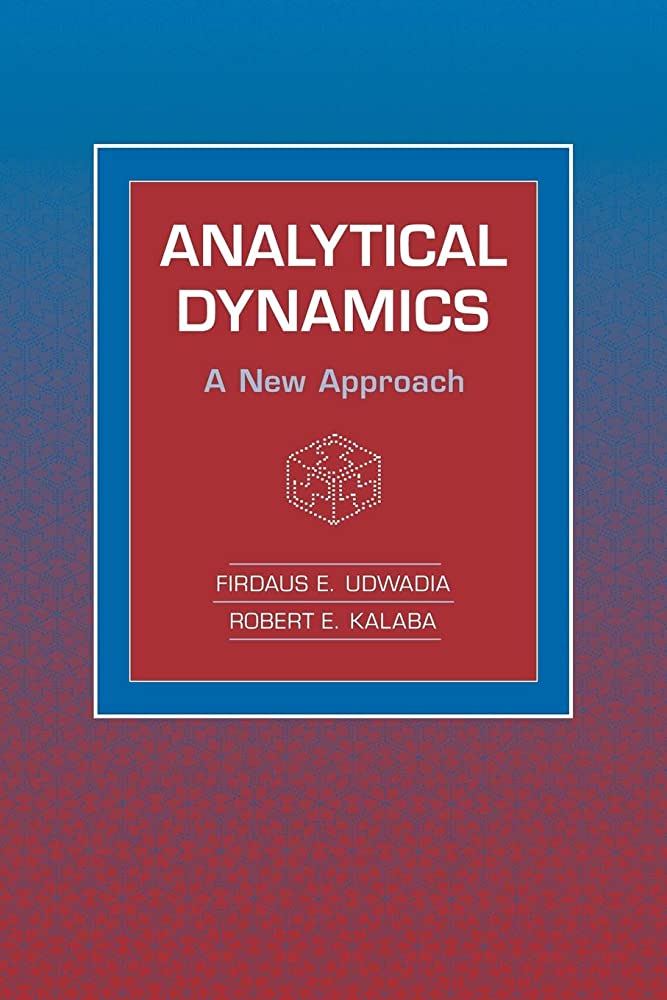 ANALYTICAL
DYNAMICS
A New Approach
FIRDAUS E. UDWADIA
ROBERT E. KALABA